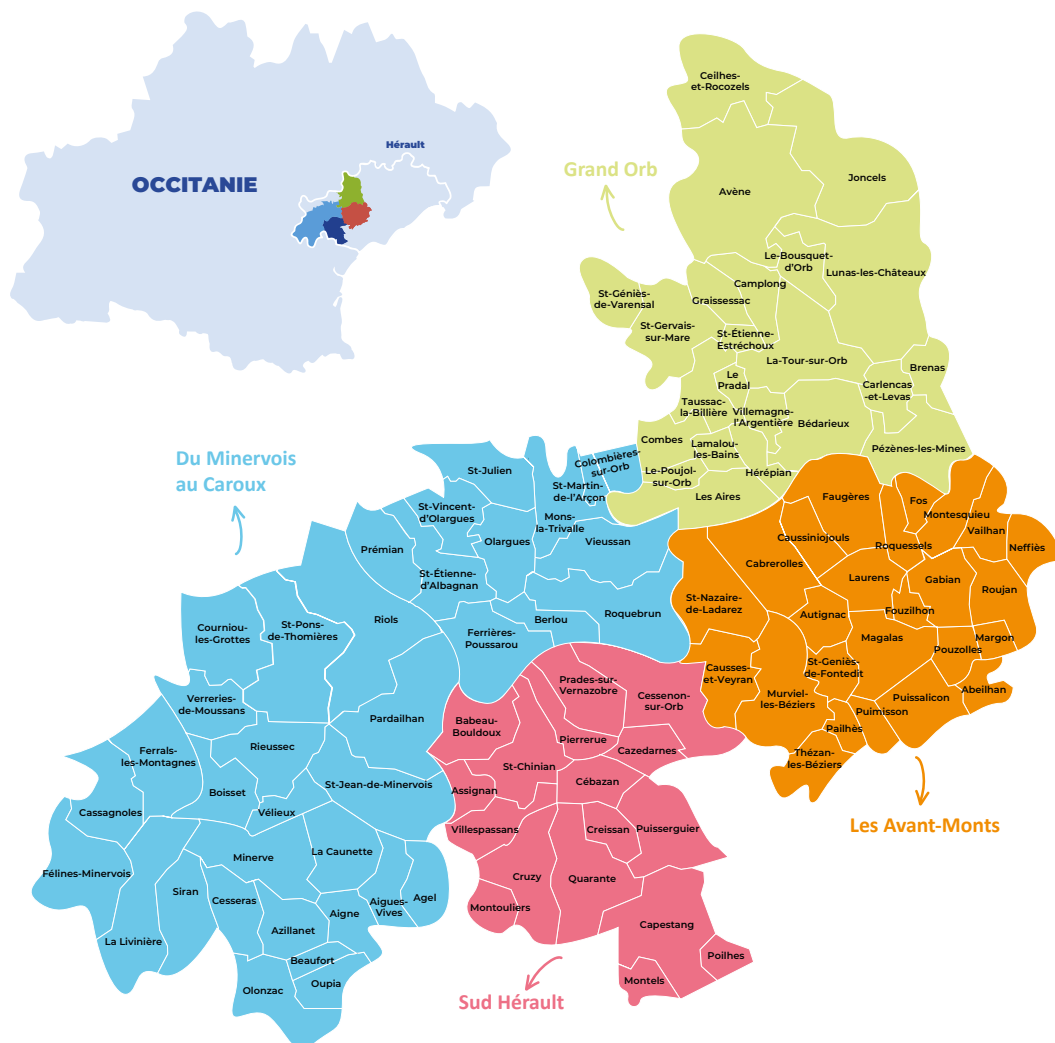 Hérault
OCCITANIE
Grand Orb
Ceilhes-
et-Rocozels
Avène
Joncels
Le-Bousquet-
d'Orb
Lunas-les-Châteaux
Camplong
Graissessac
St-Géniès-
de-Varensal
St-Gervais-
sur-Mare
St-Étienne-
Estréchoux
La-Tour-sur-Orb
Brenas
Le
Pradal
Carlencas
-et-Levas
Taussac-
la-Billière
Villemagne-
l'Argentière
Bédarieux
Combes
Lamalou-
les-Bains
Pézènes-les-Mines
Le-Poujol-
sur-Orb
Hérépian
Les Aires
Du Minervois
au Caroux
St-Julien
Colombières-
sur-Orb
St-Martin-
de-l'Arçon
St-Vincent-
d'Olargues
Mons-
la-Trivalle
Olargues
Vieussan
Prémian
St-Étienne-
d'Albagnan
Roquebrun
Berlou
Riols
Ferrières-
Poussarou
Courniou-
les-Grottes
St-Pons-
de-Thomières
Verreries-
de-Moussans
Pardailhan
Rieussec
Ferrals-
les-Montagnes
Boisset
St-Jean-de-Minervois
Cassagnoles
Vélieux
La Caunette
Minerve
Félines-Minervois
Siran
Cesseras
Aigues-
Vives
Agel
Aigne
Azillanet
La Livinière
Beaufort
Oupia
Olonzac
Faugères
Fos
Montesquieu
Vailhan
Caussiniojouls
Roquessels
Neffiès
Cabrerolles
Laurens
Gabian
Roujan
St-Nazaire-
de-Ladarez
Autignac
Fouzilhon
Magalas
Margon
Pouzolles
Causses-
et-Veyran
St-Geniès-
de-Fontedit
Murviel-
les-Béziers
Puissalicon
Abeilhan
Puimisson
Pailhès
Thézan-
les-Béziers
Les Avant-Monts
Prades-sur-
Vernazobre
Cessenon-
sur-Orb
Babeau-
Bouldoux
Pierrerue
Cazedarnes
St-Chinian
Cébazan
Assignan
Villespassans
Creissan
Puisserguier
Cruzy
Quarante
Montouliers
Capestang
Poilhes
Montels
Sud Hérault